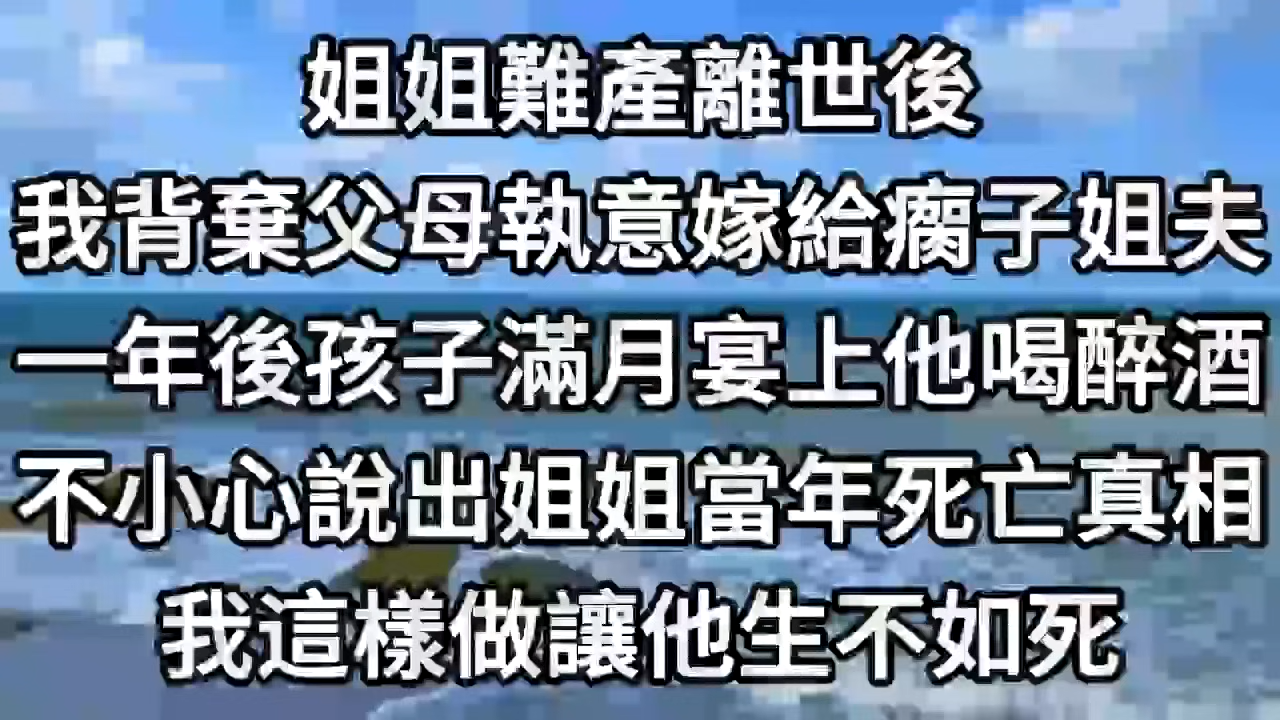 姐姐難產離世後
我背棄父母執意嫁給瘸子姐夫
一年後孩子滿月宴上他喝醉酒
不小心說出姐姐當年死亡真相
我這樣做讓他生不如死